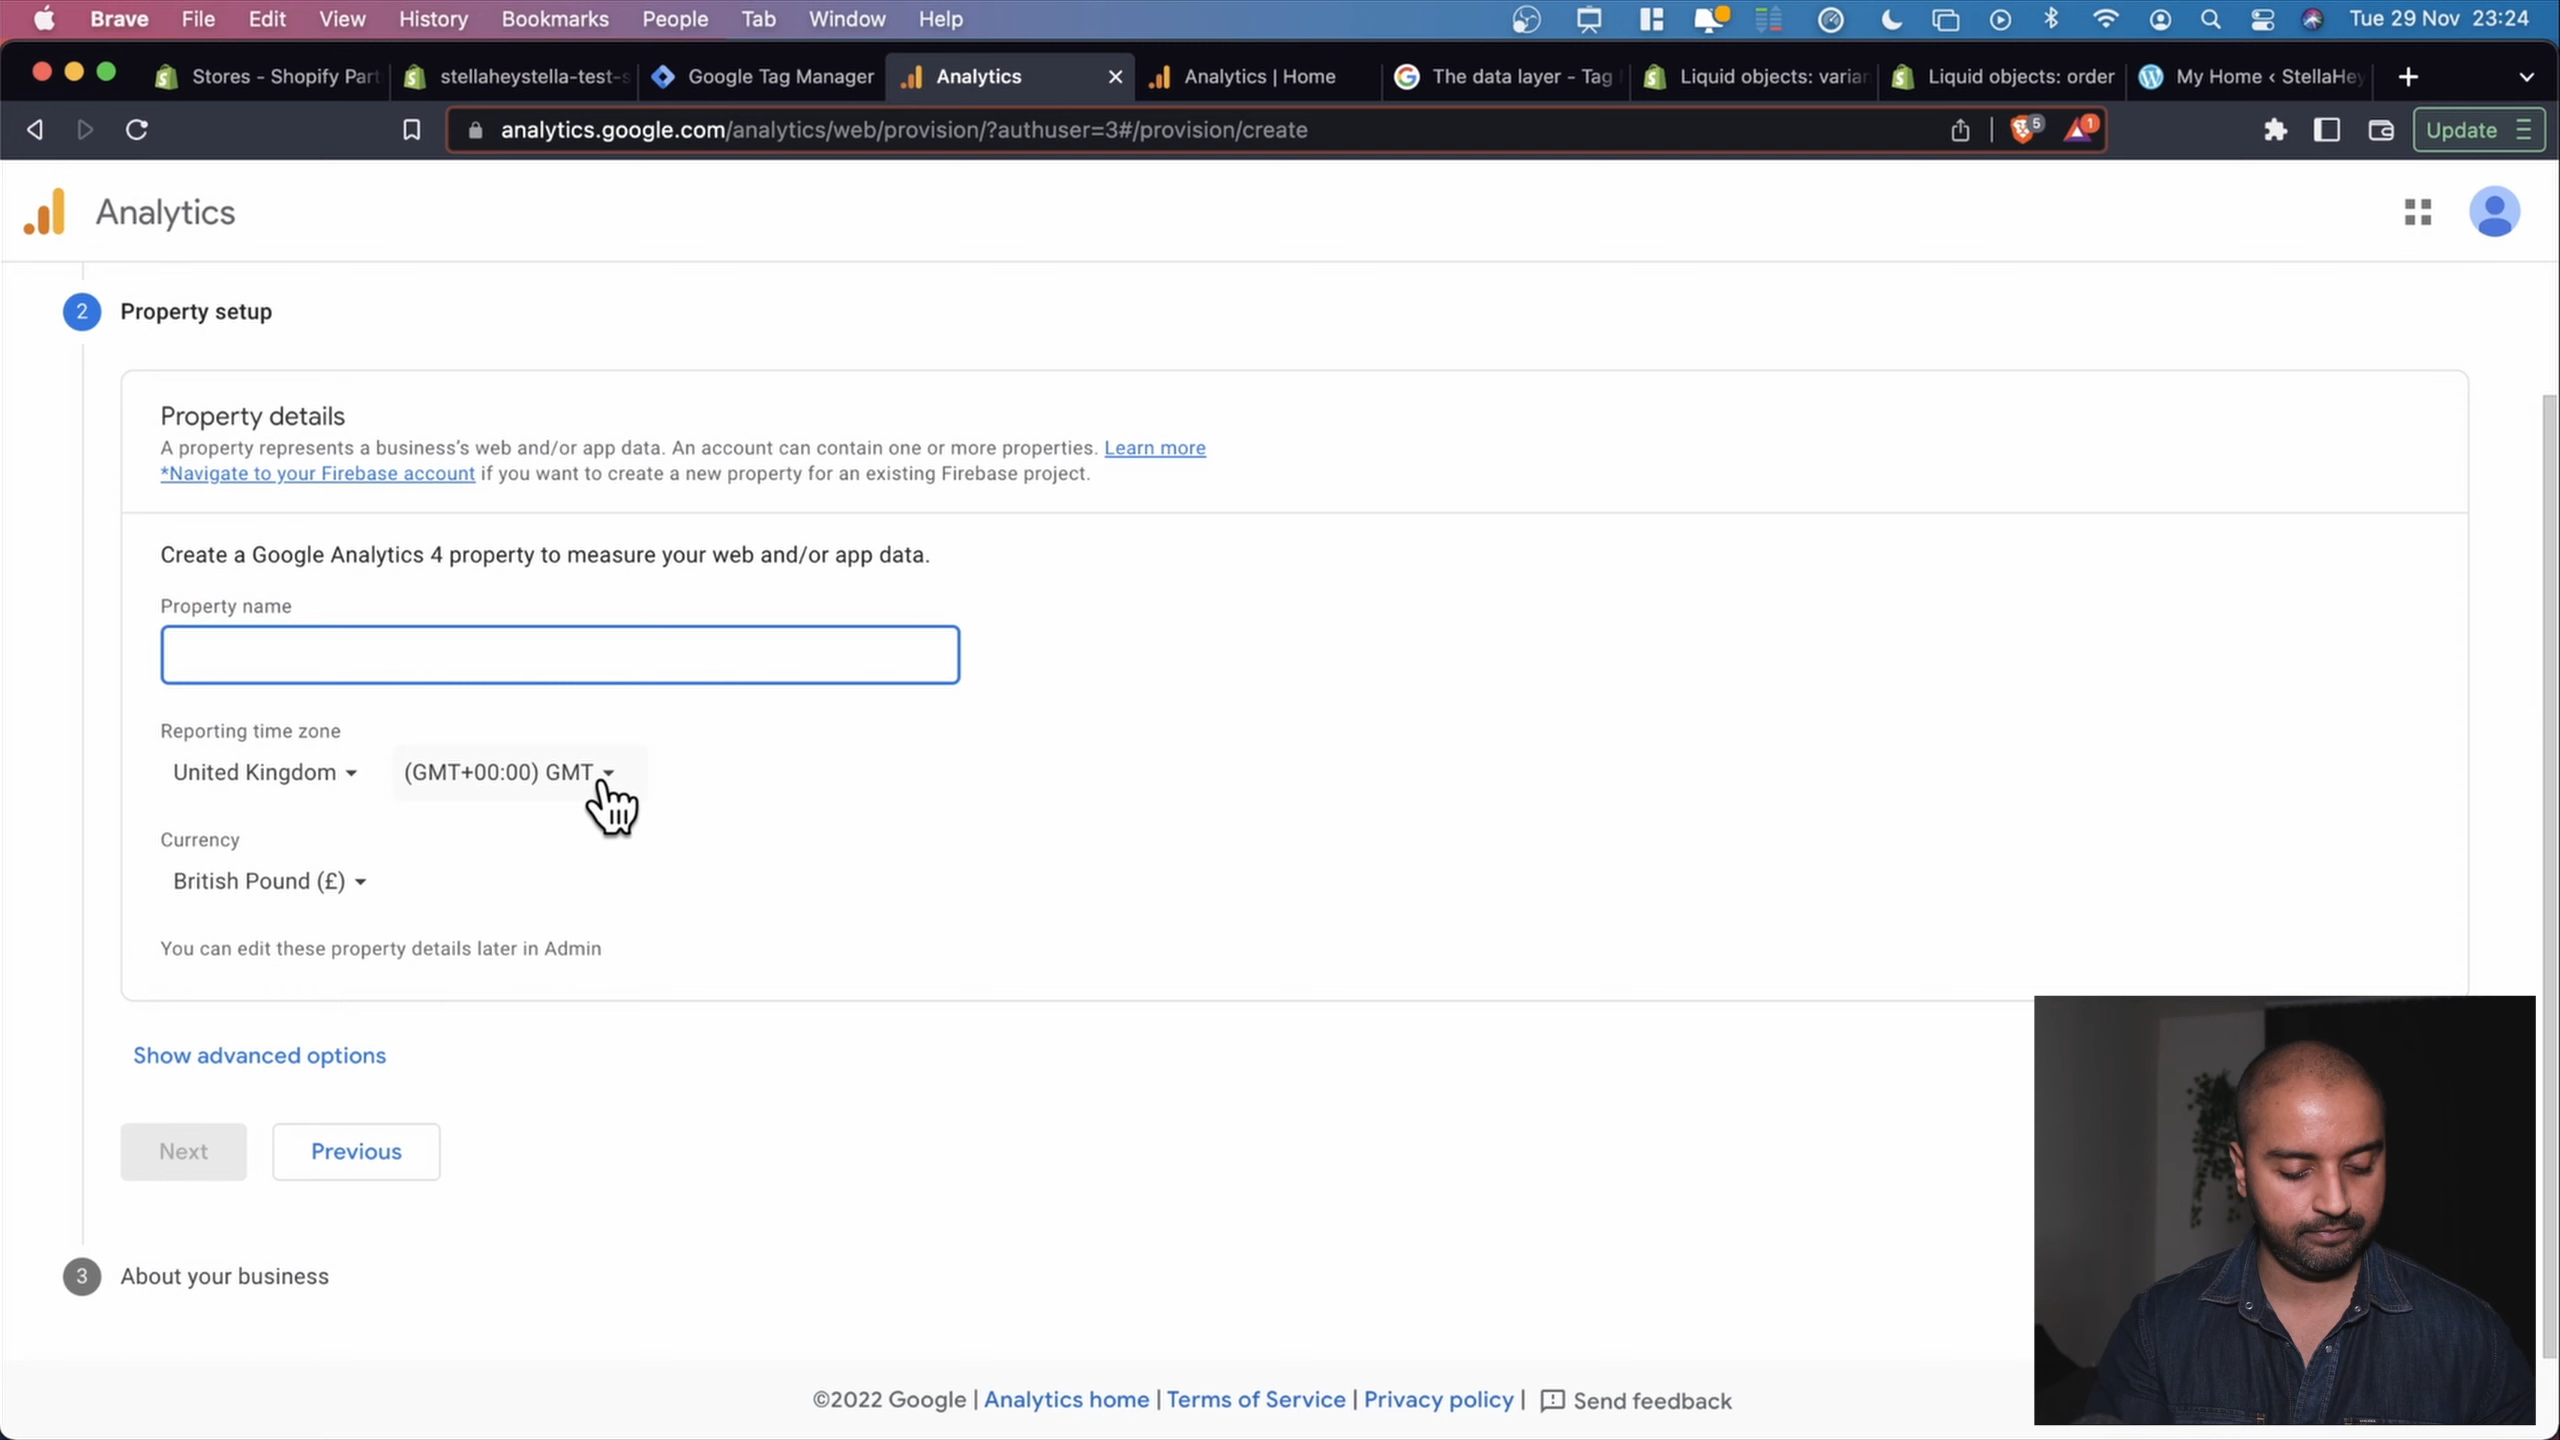 Brave File Edit View History Bookmarks People Tab Window Help Tue 29 Nov 23:24
Stores - Shopify Part stellaheystella-test-s Google Tag Manager Analytics Analytics | Home The data layer - Tag Liquid objects: varia Liquid objects: order My Home ‹ StellaHey
analytics.google.com/analytics/web/provision/?authuser=3#/provision/create 5 1 Update
Analytics
2 Property setup
Property details
A property represents a business's web and/or app data. An account can contain one or more properties. Learn more
*Navigate to your Firebase account if you want to create a new property for an existing Firebase project.
Create a Google Analytics 4 property to measure your web and/or app data.
Property name
Reporting time zone
United Kingdom (GMT+00:00) GMT
Currency
British Pound (£)
You can edit these property details later in Admin
Show advanced options
Next Previous
3 About your business
©2022 Google | Analytics home | Terms of Service | Privacy policy | Send feedback